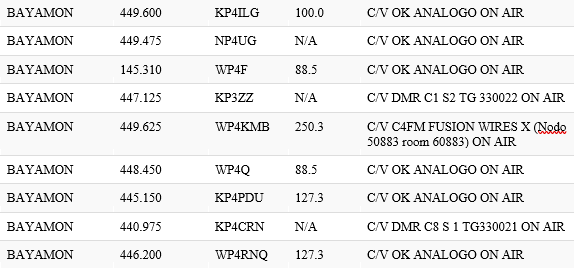 BAYAMON 449.600 KP4ILG 100.0 C/V OK ANALOGO ON AIR
BAYAMON 449.475 NP4UG N/A C/V OK ANALOGO ON AIR
BAYAMON 145.310 WP4F 88.5 C/V OK ANALOGO ON AIR
BAYAMON 447.125 KP3ZZ N/A C/V DMR C1 S2 TG 330022 ON AIR
BAYAMON 449.625 WP4KMB 250.3 C/V C4FM FUSION WIRES X (Nodo
50883 room 60883) ON AIR
BAYAMON 448.450 WP4Q 88.5 C/V OK ANALOGO ON AIR
BAYAMON 445.150 KP4PDU 127.3 C/V OK ANALOGO ON AIR
BAYAMON 440.975 KP4CRN N/A C/V DMR C8 S 1 TG330021 ON AIR
BAYAMON 446.200 WP4RNQ 127.3 C/V OK ANALOGO ON AIR